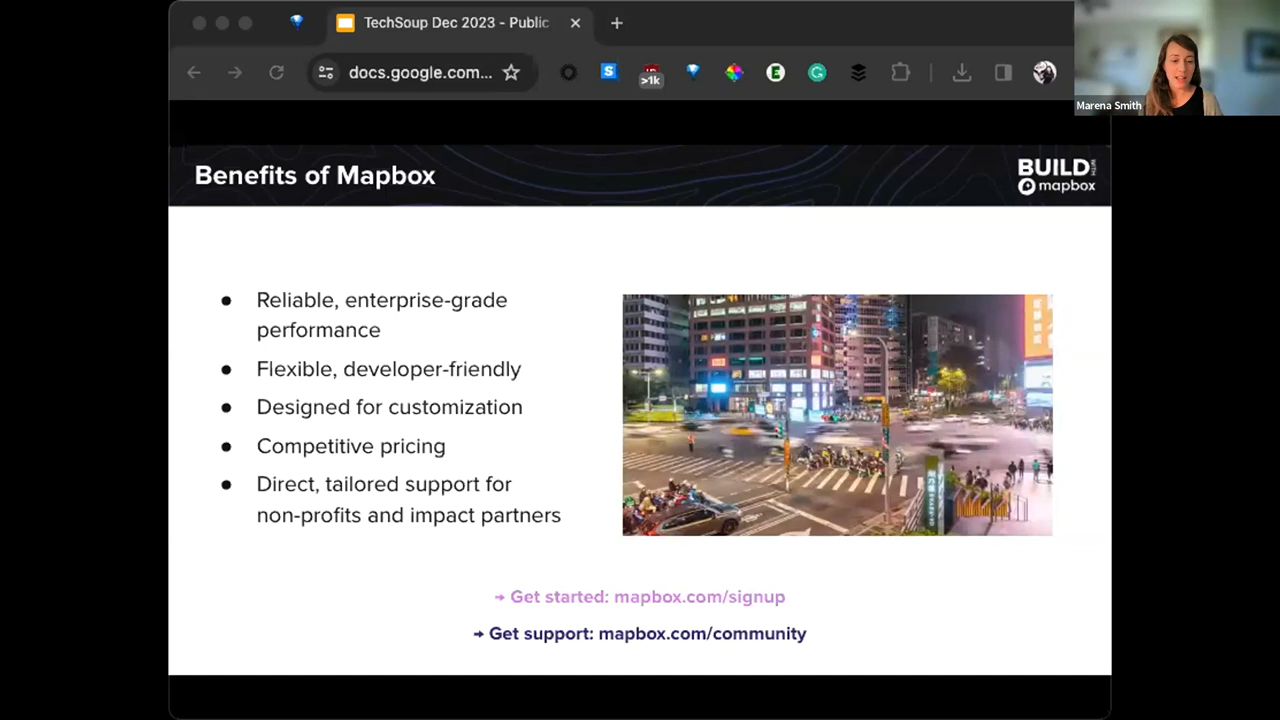 TechSoup Dec 2023 - Public
docs.google.com...
>1k
Marena Smith
Benefits of Mapbox
BUILD WITH
mapbox
● Reliable, enterprise-grade
performance
● Flexible, developer-friendly
● Designed for customization
● Competitive pricing
● Direct, tailored support for
non-profits and impact partners
→ Get started: mapbox.com/signup
→ Get support: mapbox.com/community